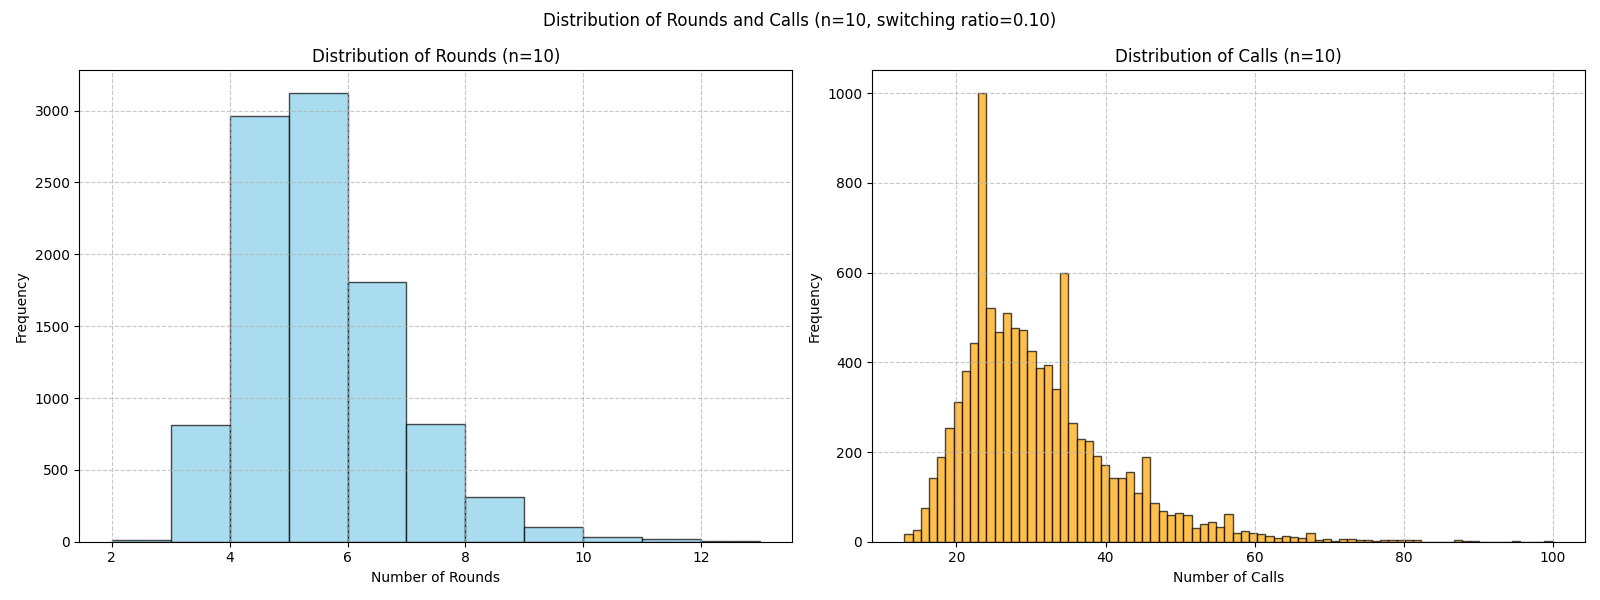 Distribution of Rounds and Calls (n=10, switching ratio=0.10)
Distribution of Rounds (n=10)
3000
2500
2000
1500
1000
500
0
Frequency
2 4 6 8 10 12
Number of Rounds
Distribution of Calls (n=10)
1000
800
600
400
200
0
Frequency
20 40 60 80 100
Number of Calls